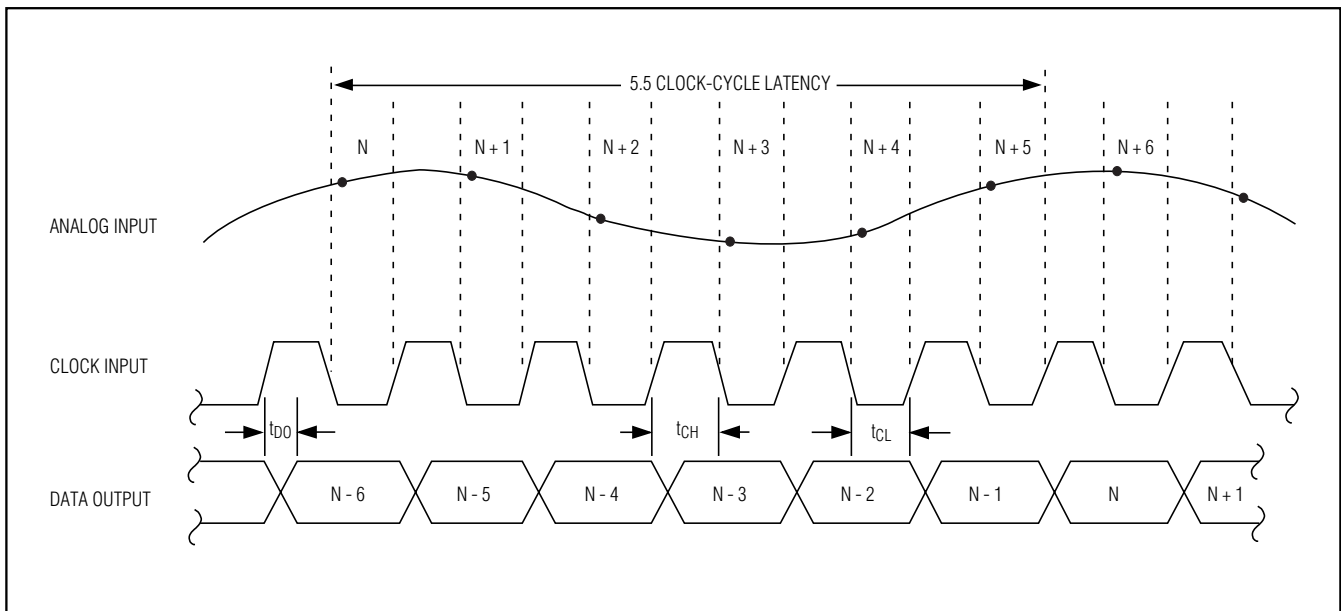 5.5 CLOCK-CYCLE LATENCY
N N + 1 N + 2 N + 3 N + 4 N + 5 N + 6
ANALOG INPUT
CLOCK INPUT
tDO tCH tCL
DATA OUTPUT N - 6 N - 5 N - 4 N - 3 N - 2 N - 1 N N + 1